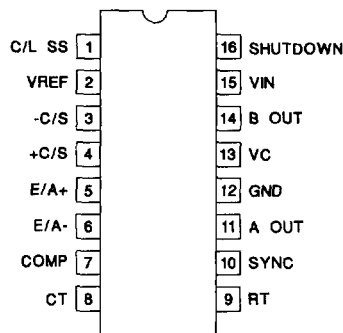 C/L SS 1 16 SHUTDOWN
VREF 2 15 VIN
-C/S 3 14 B OUT
+C/S 4 13 VC
E/A+ 5 12 GND
E/A- 6 11 A OUT
COMP 7 10 SYNC
CT 8 9 RT